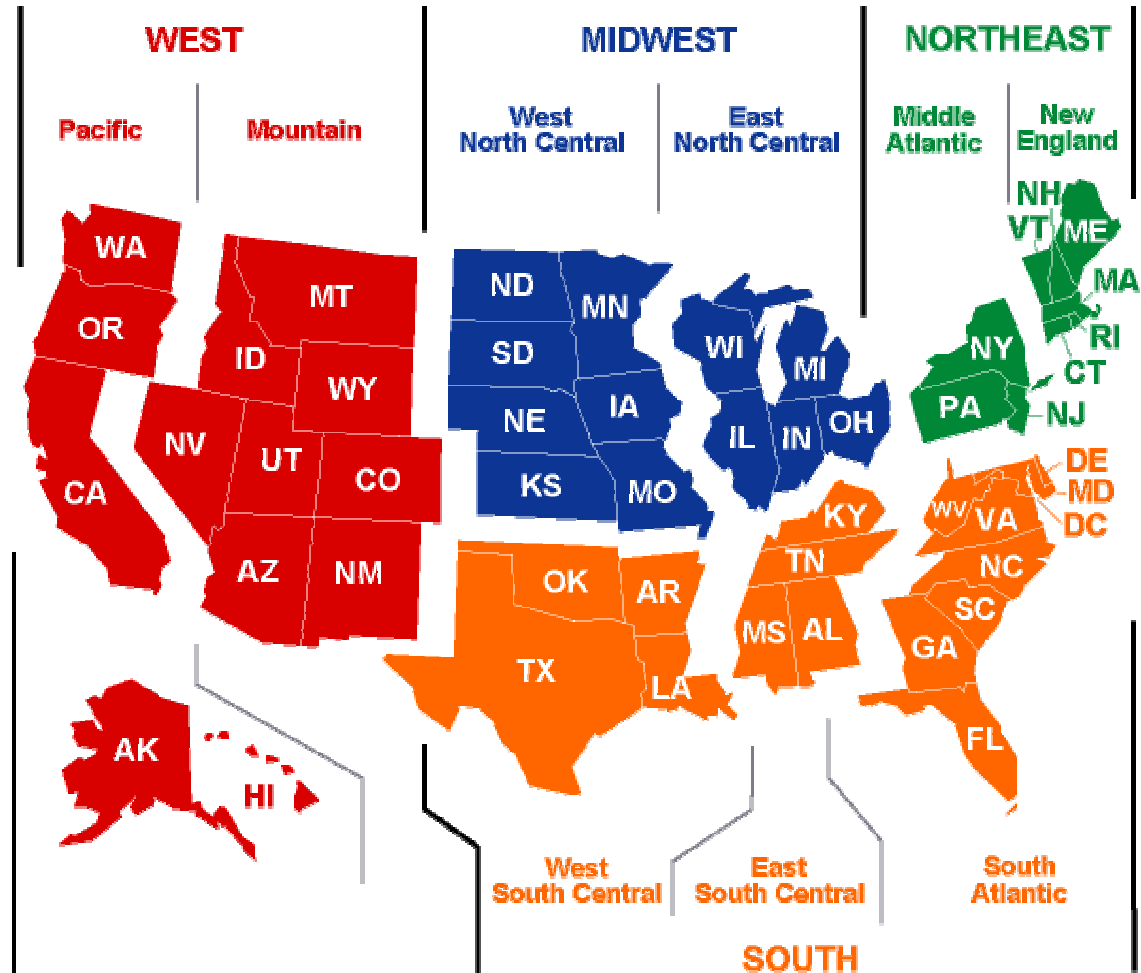 WEST
MIDWEST
NORTHEAST
Pacific
Mountain
West
North Central
East
North Central
Middle
Atlantic
New
England
WA
OR
CA
MT
ID
WY
NV
UT
CO
AZ
NM
AK
HI
ND
SD
NE
KS
MN
IA
MO
WI
MI
IL
IN
OH
NH
VT
ME
MA
RI
CT
NY
PA
NJ
DE
MD
DC
WV
VA
NC
SC
GA
FL
KY
TN
MS
AL
OK
AR
TX
LA
West
South Central
East
South Central
South
Atlantic
SOUTH